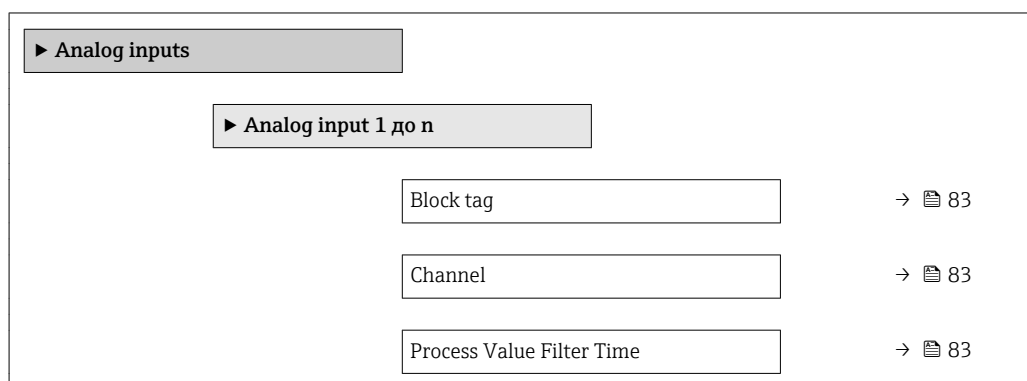 ▶ Analog inputs
▶ Analog input 1 до n
Block tag → 83
Channel → 83
Process Value Filter Time → 83